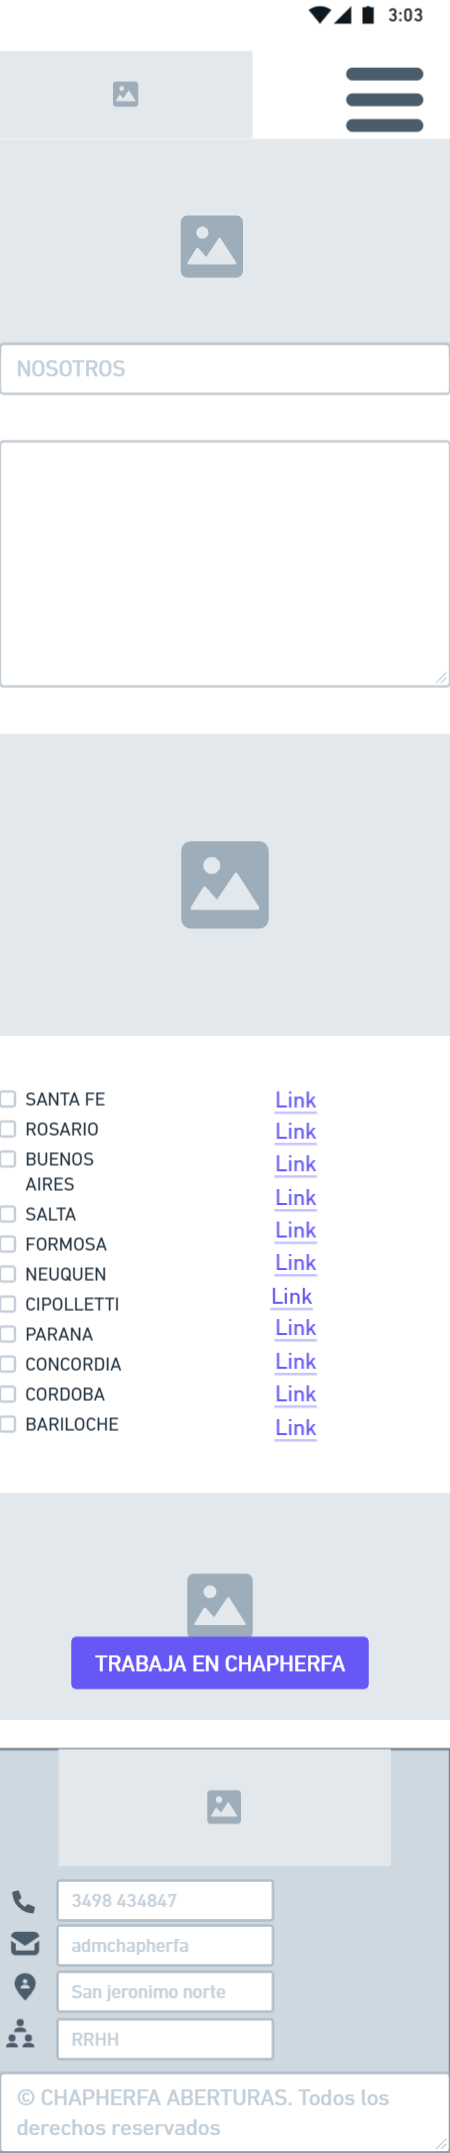 3:03
NOSOTROS
SANTA FE Link
ROSARIO Link
BUENOS Link
AIRES Link
SALTA Link
FORMOSA Link
NEUQUEN Link
CIPOLLETTI Link
PARANA Link
CONCORDIA Link
CORDOBA Link
BARILOCHE
TRABAJA EN CHAPHERFA
3498 434847
admchapherfa
San jeronimo norte
RRHH
© CHAPHERFA ABERTURAS. Todos los
derechos reservados